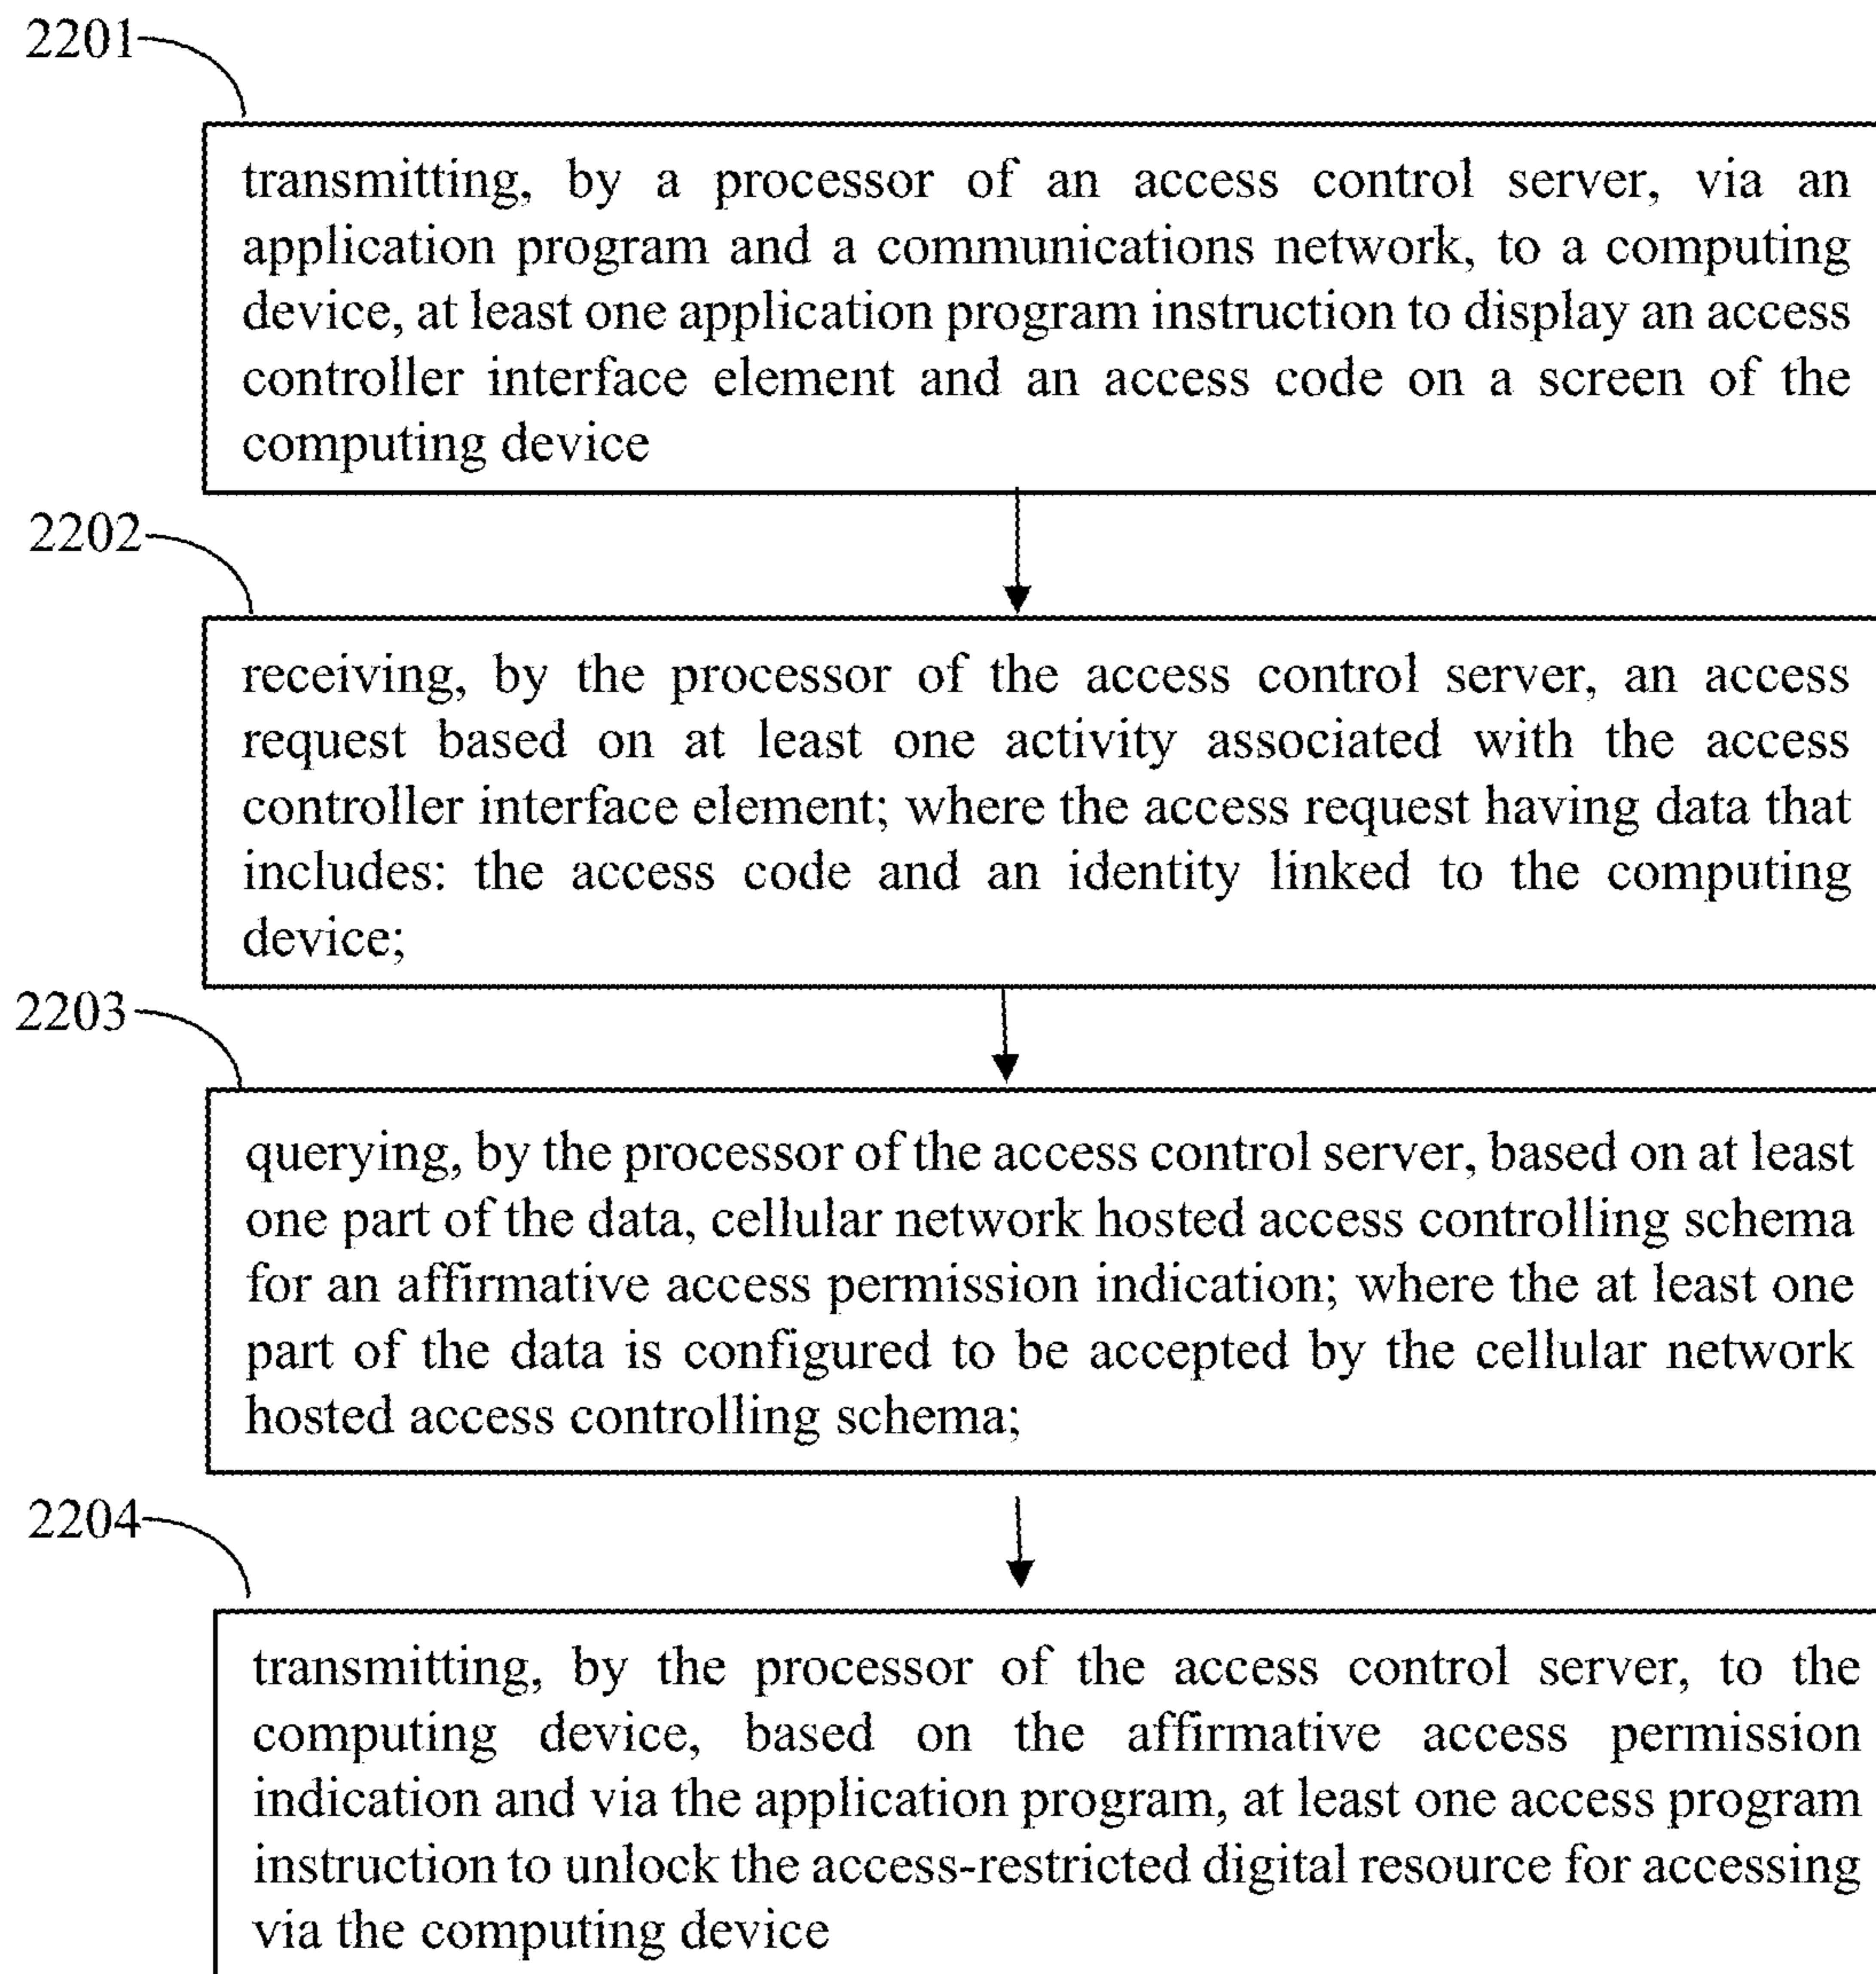 2201
transmitting, by a processor of an access control server, via an
application program and a communications network, to a computing
device, at least one application program instruction to display an access
controller interface element and an access code on a screen of the
computing device
2202
receiving, by the processor of the access control server, an access
request based on at least one activity associated with the access
controller interface element; where the access request having data that
includes: the access code and an identity linked to the computing
device;
2203
querying, by the processor of the access control server, based on at least
one part of the data, cellular network hosted access controlling schema
for an affirmative access permission indication; where the at least one
part of the data is configured to be accepted by the cellular network
hosted access controlling schema;
2204
transmitting, by the processor of the access control server, to the
computing device, based on the affirmative access permission
indication and via the application program, at least one access program
instruction to unlock the access-restricted digital resource for accessing
via the computing device